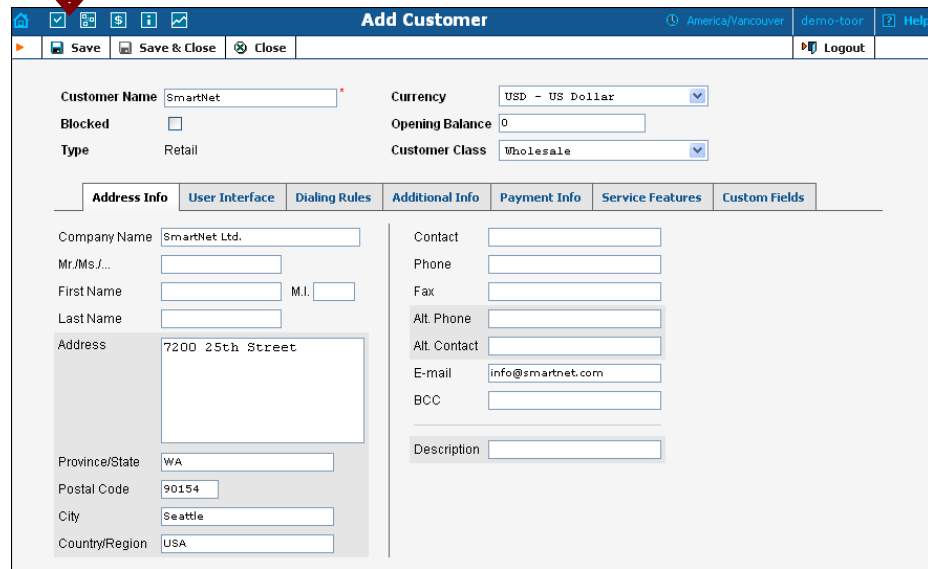 Add Customer
America/Vancouver
demo-toor
? Help
Save
Save & Close
Close
Logout
Customer Name SmartNet *
Currency USD - US Dollar
Blocked
Opening Balance 0
Type Retail
Customer Class Wholesale
Address Info
User Interface
Dialing Rules
Additional Info
Payment Info
Service Features
Custom Fields
Company Name SmartNet Ltd.
Contact
Mr./Ms./...
Phone
First Name M.I.
Fax
Last Name
Alt. Phone
Address 7200 25th Street
Alt. Contact
E-mail info@smartnet.com
BCC
Description
Province/State WA
Postal Code 90154
City Seattle
Country/Region USA